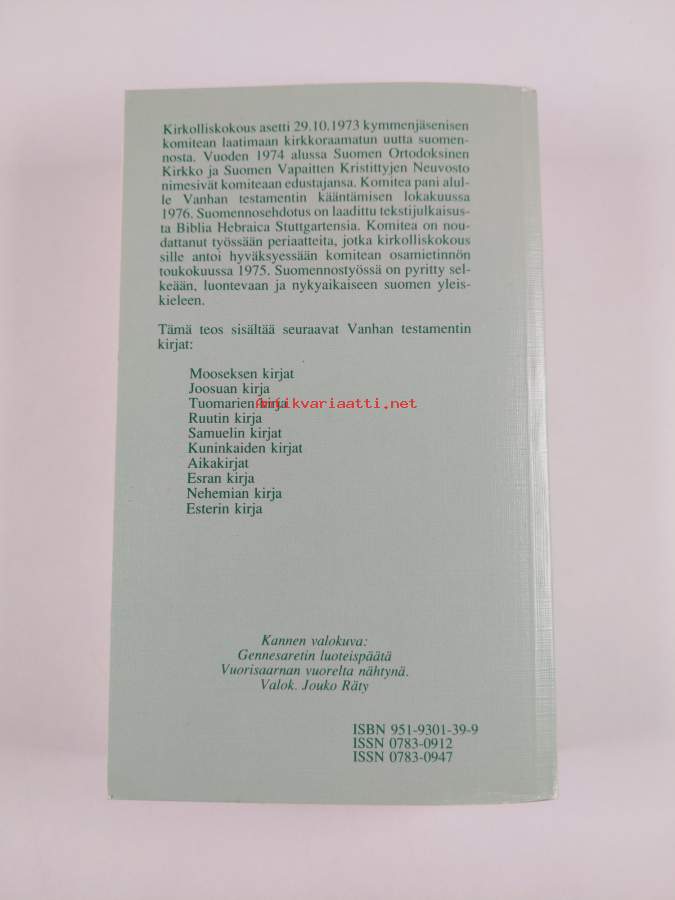 Kirkolliskokous asetti 29.10.1973 kymmenjäsenisen
komitean laatimaan kirkkoraamatun uutta suomen-
nosta. Vuoden 1974 alussa Suomen Ortodoksinen
Kirkko ja Suomen Vapaitten Kristittyjen Neuvosto
nimesivät komiteaan edustajansa. Komitea pani alul-
le Vanhan testamentin kääntämisen lokakuussa
1976. Suomennosehdotus on laadittu tekstijulkaisus-
ta Biblia Hebraica Stuttgartensia. Komitea on nou-
dattanut työssään periaatteita, jotka kirkolliskokous
sille antoi hyväksyessään komitean osamietinnön
toukokuussa 1975. Suomennostyössä on pyritty sel-
keään, luontevaan ja nykyaikaiseen suomen yleis-
kieleen.
Tämä teos sisältää seuraavat Vanhan testamentin
kirjat:
Mooseksen kirjat
Joosuan kirja
Tuomarien kirja
antikvariaatti.net
Ruutin kirja
Samuelin kirjat
Kuninkaiden kirjat
Aikakirjat
Esran kirja
Nehemian kirja
Esterin kirja
Kannen valokuva:
Gennesaretin luoteispäätä
Vuorisaarnan vuorelta nähtynä.
Valok. Jouko Räty
ISBN 951-9301-39-9
ISSN 0783-0912
ISSN 0783-0947